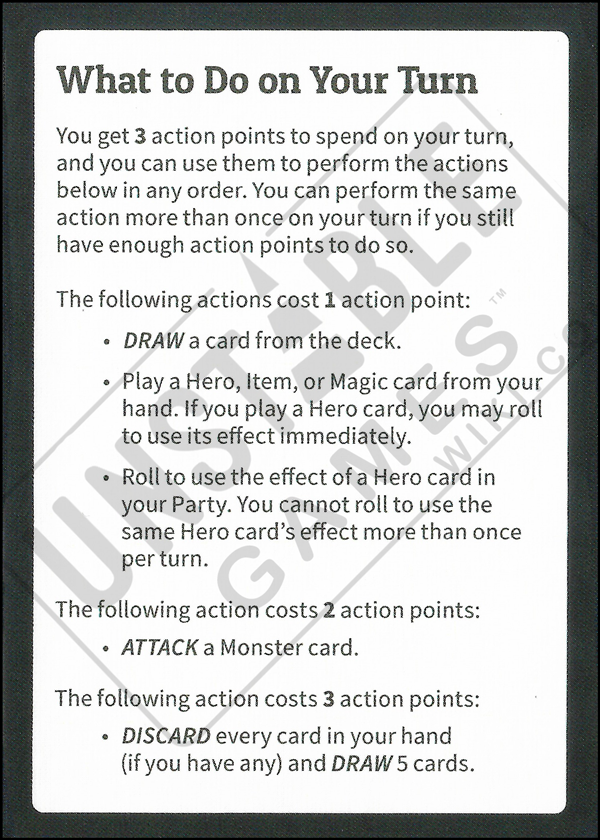 What to Do on Your Turn
You get 3 action points to spend on your turn,
and you can use them to perform the actions
below in any order. You can perform the same
action more than once on your turn if you still
have enough action points to do so.
The following actions cost 1 action point:
• DRAW a card from the deck.
• Play a Hero, Item, or Magic card from your
hand. If you play a Hero card, you may roll
to use its effect immediately.
• Roll to use the effect of a Hero card in
your Party. You cannot roll to use the
same Hero card’s effect more than once
per turn.
The following action costs 2 action points:
• ATTACK a Monster card.
The following action costs 3 action points:
• DISCARD every card in your hand
(if you have any) and DRAW 5 cards.
UNSTABLE
GAMES™